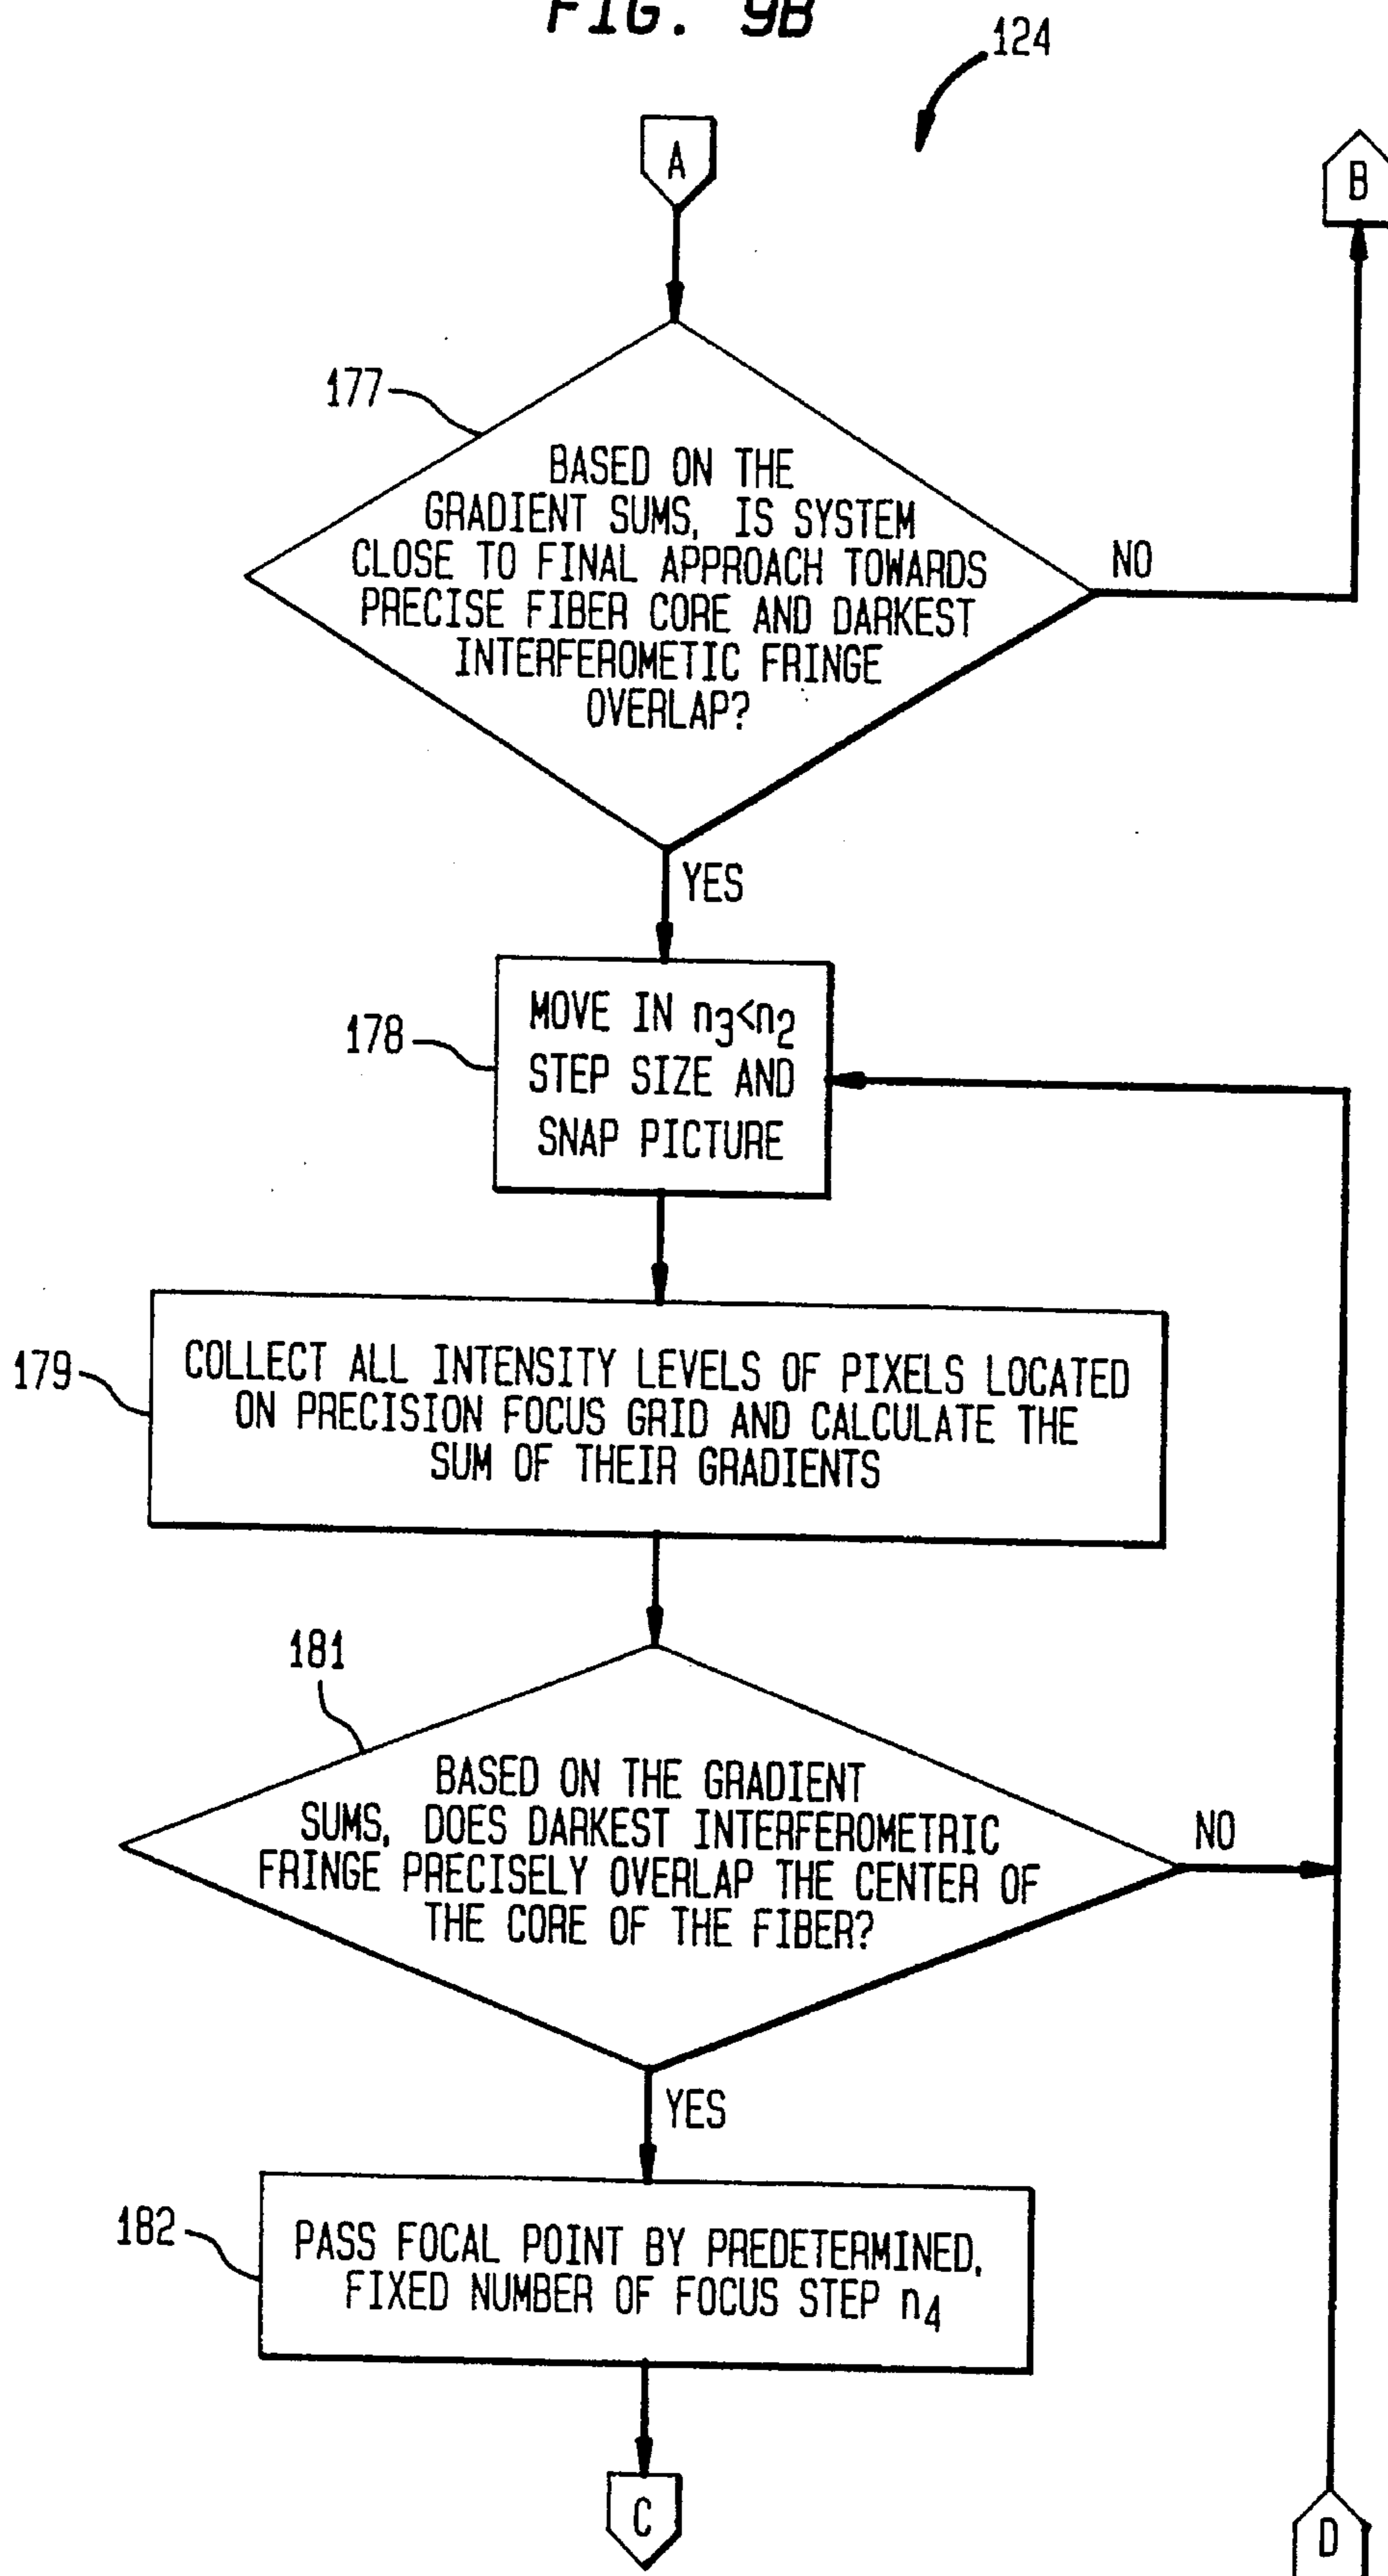 FIG. 9B
124
A
B
177
BASED ON THE
GRADIENT SUMS, IS SYSTEM
CLOSE TO FINAL APPROACH TOWARDS
PRECISE FIBER CORE AND DARKEST
INTERFEROMETIC FRINGE
OVERLAP?
NO
YES
178
MOVE IN n3<n2
STEP SIZE AND
SNAP PICTURE
179
COLLECT ALL INTENSITY LEVELS OF PIXELS LOCATED
ON PRECISION FOCUS GRID AND CALCULATE THE
SUM OF THEIR GRADIENTS
181
BASED ON THE GRADIENT
SUMS, DOES DARKEST INTERFEROMETRIC
FRINGE PRECISELY OVERLAP THE CENTER OF
THE CORE OF THE FIBER?
NO
YES
182
PASS FOCAL POINT BY PREDETERMINED,
FIXED NUMBER OF FOCUS STEP n4
C
D